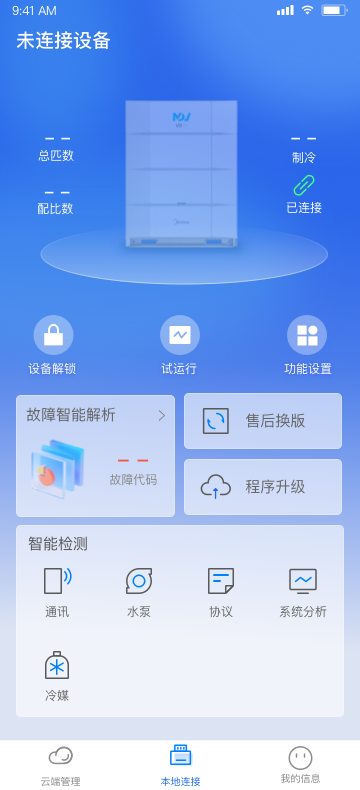 9:41 AM
未连接设备
-- --
总匹数
-- --
制冷
-- --
配比数
已连接
MDV
Midea
设备解锁
试运行
功能设置
故障智能解析
-- --
故障代码
售后换版
程序升级
智能检测
通讯
水泵
协议
系统分析
冷媒
云端管理
本地连接
我的信息